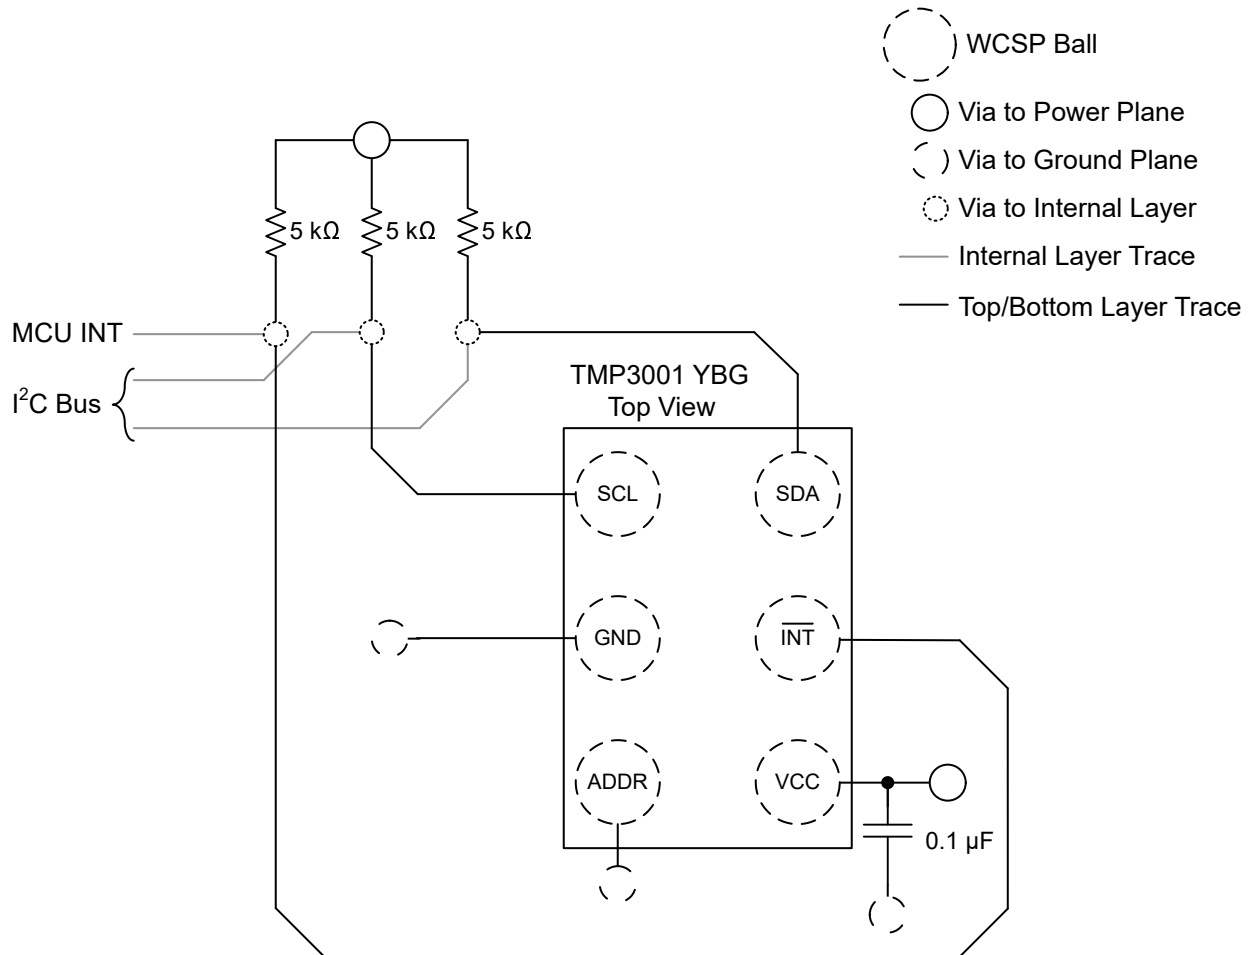 WCSP Ball
Via to Power Plane
Via to Ground Plane
Via to Internal Layer
Internal Layer Trace
Top/Bottom Layer Trace
5 kΩ
5 kΩ
5 kΩ
MCU INT
I²C Bus
TMP3001 YBG
Top View
SCL
SDA
GND
I̅N̅T̅
ADDR
VCC
0.1 µF